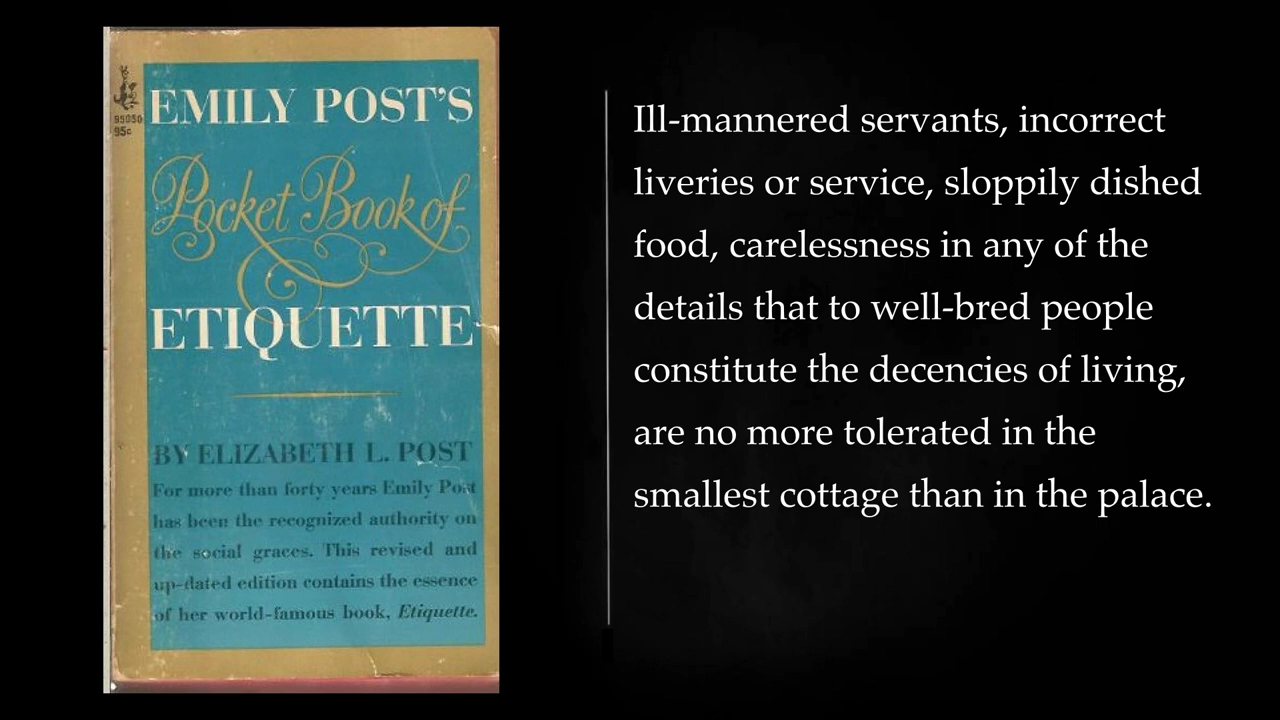 EMILY POST'S
Pocket Book of
ETIQUETTE
95050
95c
BY ELIZABETH L. POST
For more than forty years Emily Post
has been the recognized authority on
the social graces. This revised and
up-dated edition contains the essence
of her world-famous book, Etiquette.
Ill-mannered servants, incorrect
liveries or service, sloppily dished
food, carelessness in any of the
details that to well-bred people
constitute the decencies of living,
are no more tolerated in the
smallest cottage than in the palace.